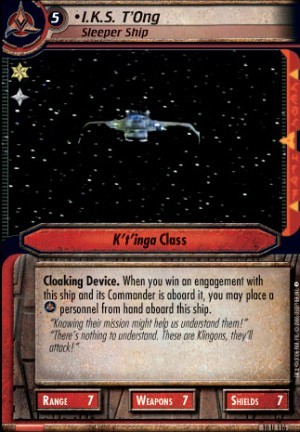 5
•I.K.S. T'Ong
Sleeper Ship
K't'inga Class
Cloaking Device. When you win an engagement with
this ship and its Commander is aboard it, you may place a
personnel from hand aboard this ship.
"Knowing their mission might help us understand them!"
"There's nothing to understand. These are Klingons, they'll
attack!"
RANGE 7
WEAPONS 7
SHIELDS 7